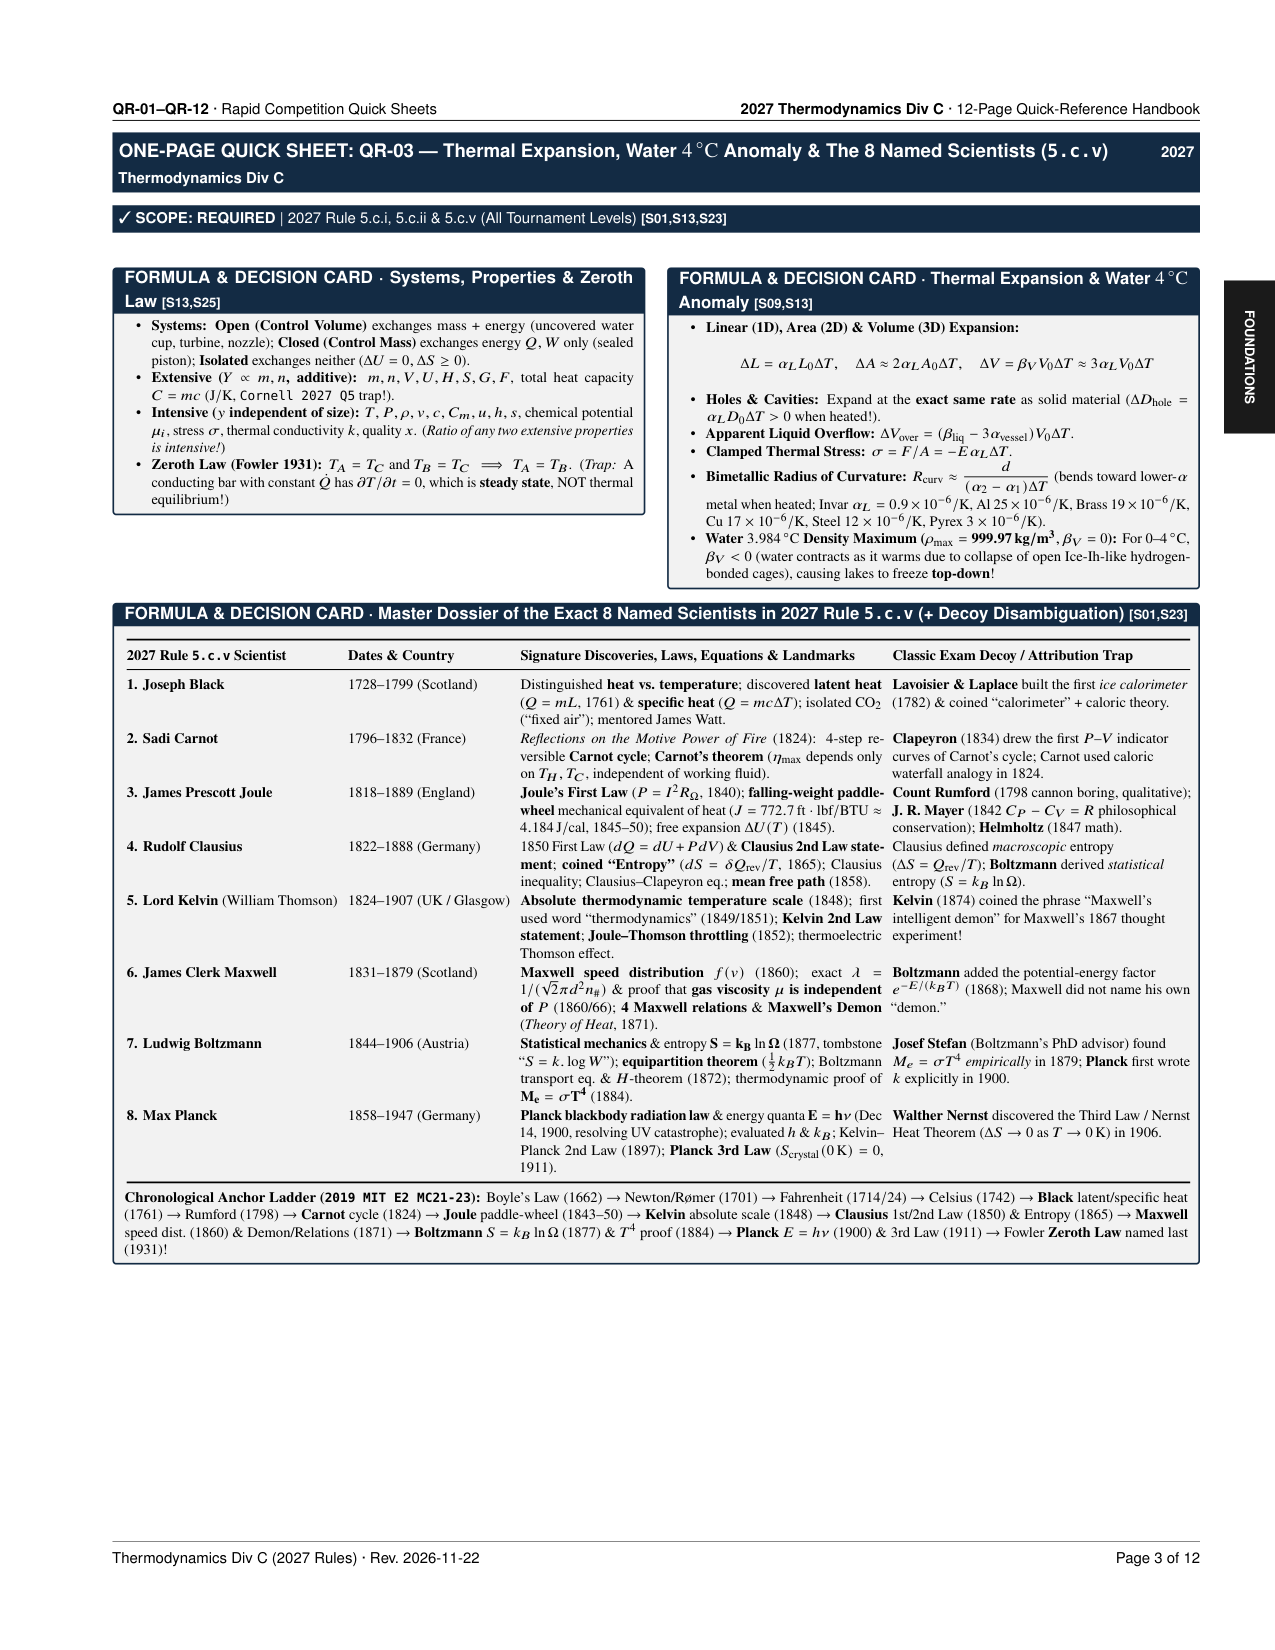 QR-01–QR-12 · Rapid Competition Quick Sheets
2027 Thermodynamics Div C · 12-Page Quick-Reference Handbook
ONE-PAGE QUICK SHEET: QR-03 — Thermal Expansion, Water 4 °C Anomaly & The 8 Named Scientists (5.c.v) 2027
Thermodynamics Div C
✓ SCOPE: REQUIRED | 2027 Rule 5.c.i, 5.c.ii & 5.c.v (All Tournament Levels) [S01,S13,S23]
FOUNDATIONS
FORMULA & DECISION CARD · Systems, Properties & Zeroth
Law [S13,S25]
• Systems: Open (Control Volume) exchanges mass + energy (uncovered water
cup, turbine, nozzle); Closed (Control Mass) exchanges energy Q, W only (sealed
piston); Isolated exchanges neither (ΔU = 0, ΔS ≥ 0).
• Extensive (Y ∝ m, n, additive): m, n, V, U, H, S, G, F, total heat capacity
C = mc (J/K, Cornell 2027 Q5 trap!).
• Intensive (y independent of size): T, P, ρ, v, c, Cₘ, u, h, s, chemical potential
μᵢ, stress σ, thermal conductivity k, quality x. (Ratio of any two extensive properties
is intensive!)
• Zeroth Law (Fowler 1931): T_A = T_C and T_B = T_C ⟹ T_A = T_B. (Trap: A
conducting bar with constant Q̇ has ∂T/∂t = 0, which is steady state, NOT thermal
equilibrium!)
FORMULA & DECISION CARD · Thermal Expansion & Water 4 °C
Anomaly [S09,S13]
• Linear (1D), Area (2D) & Volume (3D) Expansion:
ΔL = α_L L₀ΔT, ΔA ≈ 2α_L A₀ΔT, ΔV = β_V V₀ΔT ≈ 3α_L V₀ΔT
• Holes & Cavities: Expand at the exact same rate as solid material (ΔD_hole =
α_L D₀ΔT > 0 when heated!).
• Apparent Liquid Overflow: ΔV_over = (β_liq − 3α_vessel)V₀ΔT.
• Clamped Thermal Stress: σ = F/A = −Eα_LΔT.
• Bimetallic Radius of Curvature: R_curv ≈ d/((α₂ − α₁)ΔT) (bends toward lower-α
metal when heated; Invar α_L = 0.9 × 10⁻⁶/K, Al 25 × 10⁻⁶/K, Brass 19 × 10⁻⁶/K,
Cu 17 × 10⁻⁶/K, Steel 12 × 10⁻⁶/K, Pyrex 3 × 10⁻⁶/K).
• Water 3.984 °C Density Maximum (ρ_max = 999.97 kg/m³, β_V = 0): For 0–4 °C,
β_V < 0 (water contracts as it warms due to collapse of open Ice-Ih-like hydrogen-
bonded cages), causing lakes to freeze top-down!
FORMULA & DECISION CARD · Master Dossier of the Exact 8 Named Scientists in 2027 Rule 5.c.v (+ Decoy Disambiguation) [S01,S23]
2027 Rule 5.c.v Scientist Dates & Country Signature Discoveries, Laws, Equations & Landmarks Classic Exam Decoy / Attribution Trap
1. Joseph Black 1728–1799 (Scotland) Distinguished heat vs. temperature; discovered latent heat Lavoisier & Laplace built the first ice calorimeter
(Q = mL, 1761) & specific heat (Q = mcΔT); isolated CO₂ (1782) & coined “calorimeter” + caloric theory.
(“fixed air”); mentored James Watt.
2. Sadi Carnot 1796–1832 (France) Reflections on the Motive Power of Fire (1824): 4-step re- Clapeyron (1834) drew the first P–V indicator
versible Carnot cycle; Carnot’s theorem (η_max depends only curves of Carnot’s cycle; Carnot used caloric
on T_H, T_C, independent of working fluid). waterfall analogy in 1824.
3. James Prescott Joule 1818–1889 (England) Joule’s First Law (P = I²R_Ω, 1840); falling-weight paddle- Count Rumford (1798 cannon boring, qualitative);
wheel mechanical equivalent of heat (J = 772.7 ft · lbf/BTU ≈ J. R. Mayer (1842 C_P − C_V = R philosophical
4.184 J/cal, 1845–50); free expansion ΔU(T) (1845). conservation); Helmholtz (1847 math).
4. Rudolf Clausius 1822–1888 (Germany) 1850 First Law (dQ = dU + PdV) & Clausius 2nd Law state- Clausius defined macroscopic entropy
ment; coined “Entropy” (dS = δQ_rev/T, 1865); Clausius (ΔS = Q_rev/T); Boltzmann derived statistical
inequality; Clausius–Clapeyron eq.; mean free path (1858). entropy (S = k_B ln Ω).
5. Lord Kelvin (William Thomson) 1824–1907 (UK / Glasgow) Absolute thermodynamic temperature scale (1848); first Kelvin (1874) coined the phrase “Maxwell’s
used word “thermodynamics” (1849/1851); Kelvin 2nd Law intelligent demon” for Maxwell’s 1867 thought
statement; Joule–Thomson throttling (1852); thermoelectric experiment!
Thomson effect.
6. James Clerk Maxwell 1831–1879 (Scotland) Maxwell speed distribution f(v) (1860); exact λ = Boltzmann added the potential-energy factor
1/(√2πd²n_#) & proof that gas viscosity μ is independent e^(−E/(k_BT)) (1868); Maxwell did not name his own
of P (1860/66); 4 Maxwell relations & Maxwell’s Demon “demon.”
(Theory of Heat, 1871).
7. Ludwig Boltzmann 1844–1906 (Austria) Statistical mechanics & entropy S = k_B ln Ω (1877, tombstone Josef Stefan (Boltzmann’s PhD advisor) found
“S = k. log W”); equipartition theorem (½k_BT); Boltzmann M_e = σT⁴ empirically in 1879; Planck first wrote
transport eq. & H-theorem (1872); thermodynamic proof of k explicitly in 1900.
M_e = σT⁴ (1884).
8. Max Planck 1858–1947 (Germany) Planck blackbody radiation law & energy quanta E = hν (Dec Walther Nernst discovered the Third Law / Nernst
14, 1900, resolving UV catastrophe); evaluated h & k_B; Kelvin– Heat Theorem (ΔS → 0 as T → 0 K) in 1906.
Planck 2nd Law (1897); Planck 3rd Law (S_crystal(0 K) = 0,
1911).
Chronological Anchor Ladder (2019 MIT E2 MC21-23): Boyle’s Law (1662) → Newton/Rømer (1701) → Fahrenheit (1714/24) → Celsius (1742) → Black latent/specific heat
(1761) → Rumford (1798) → Carnot cycle (1824) → Joule paddle-wheel (1843–50) → Kelvin absolute scale (1848) → Clausius 1st/2nd Law (1850) & Entropy (1865) → Maxwell
speed dist. (1860) & Demon/Relations (1871) → Boltzmann S = k_B ln Ω (1877) & T⁴ proof (1884) → Planck E = hν (1900) & 3rd Law (1911) → Fowler Zeroth Law named last
(1931)!
Thermodynamics Div C (2027 Rules) · Rev. 2026-11-22
Page 3 of 12